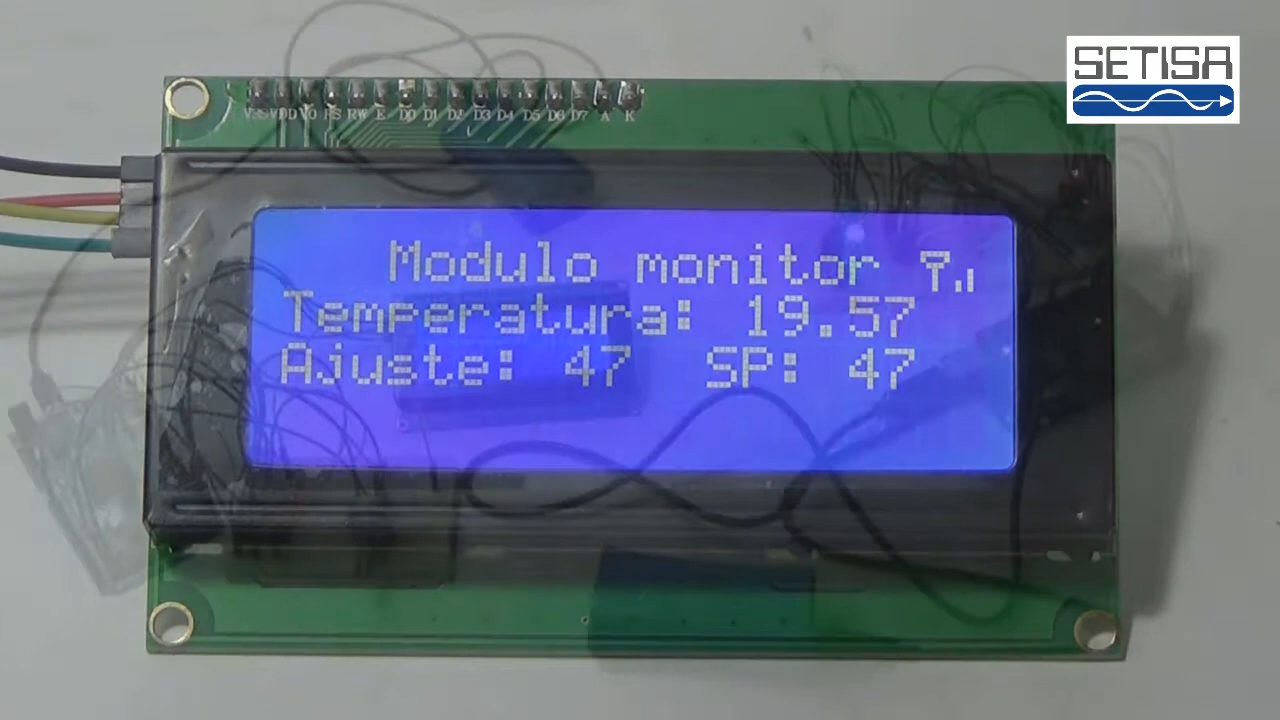 SETISA
VSS VDD VO RS RW E D0 D1 D2 D3 D4 D5 D6 D7 A K
Modulo monitor
Temperatura: 19.57
Ajuste: 47 SP: 47